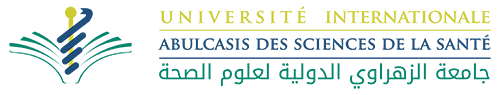 UNIVERSITÉ INTERNATIONALE
ABULCASIS DES SCIENCES DE LA SANTÉ
جامعة الزهراوي الدولية لعلوم الصحة